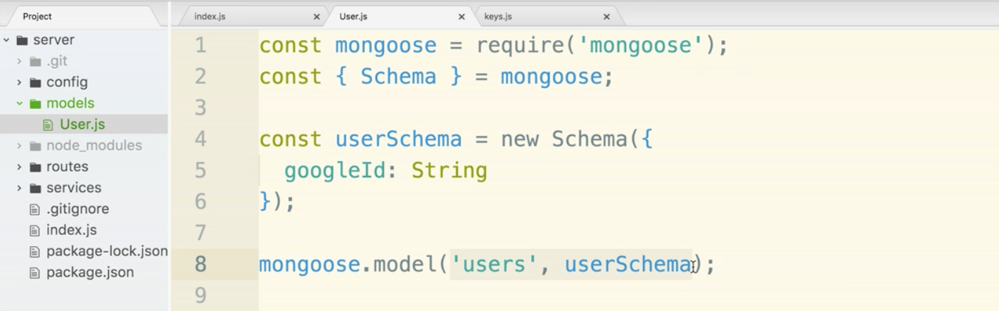 Project
index.js
User.js
keys.js
server
.git
config
models
User.js
node_modules
routes
services
.gitignore
index.js
package-lock.json
package.json
1 const mongoose = require('mongoose');
2 const { Schema } = mongoose;
3
4 const userSchema = new Schema({
5   googleId: String
6 });
7
8 mongoose.model('users', userSchema);
9